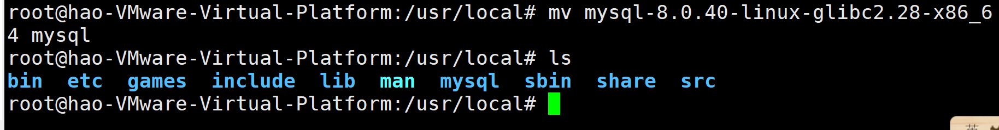 root@hao-VMware-Virtual-Platform:/usr/local# mv mysql-8.0.40-linux-glibc2.28-x86_6
4 mysql
root@hao-VMware-Virtual-Platform:/usr/local# ls
bin  etc  games  include  lib  man  mysql  sbin  share  src
root@hao-VMware-Virtual-Platform:/usr/local#